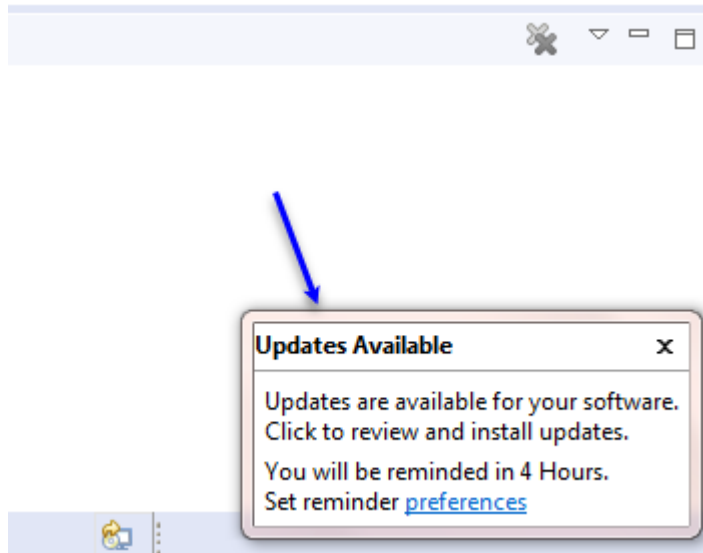 Updates Available
Updates are available for your software.
Click to review and install updates.
You will be reminded in 4 Hours.
Set reminder preferences